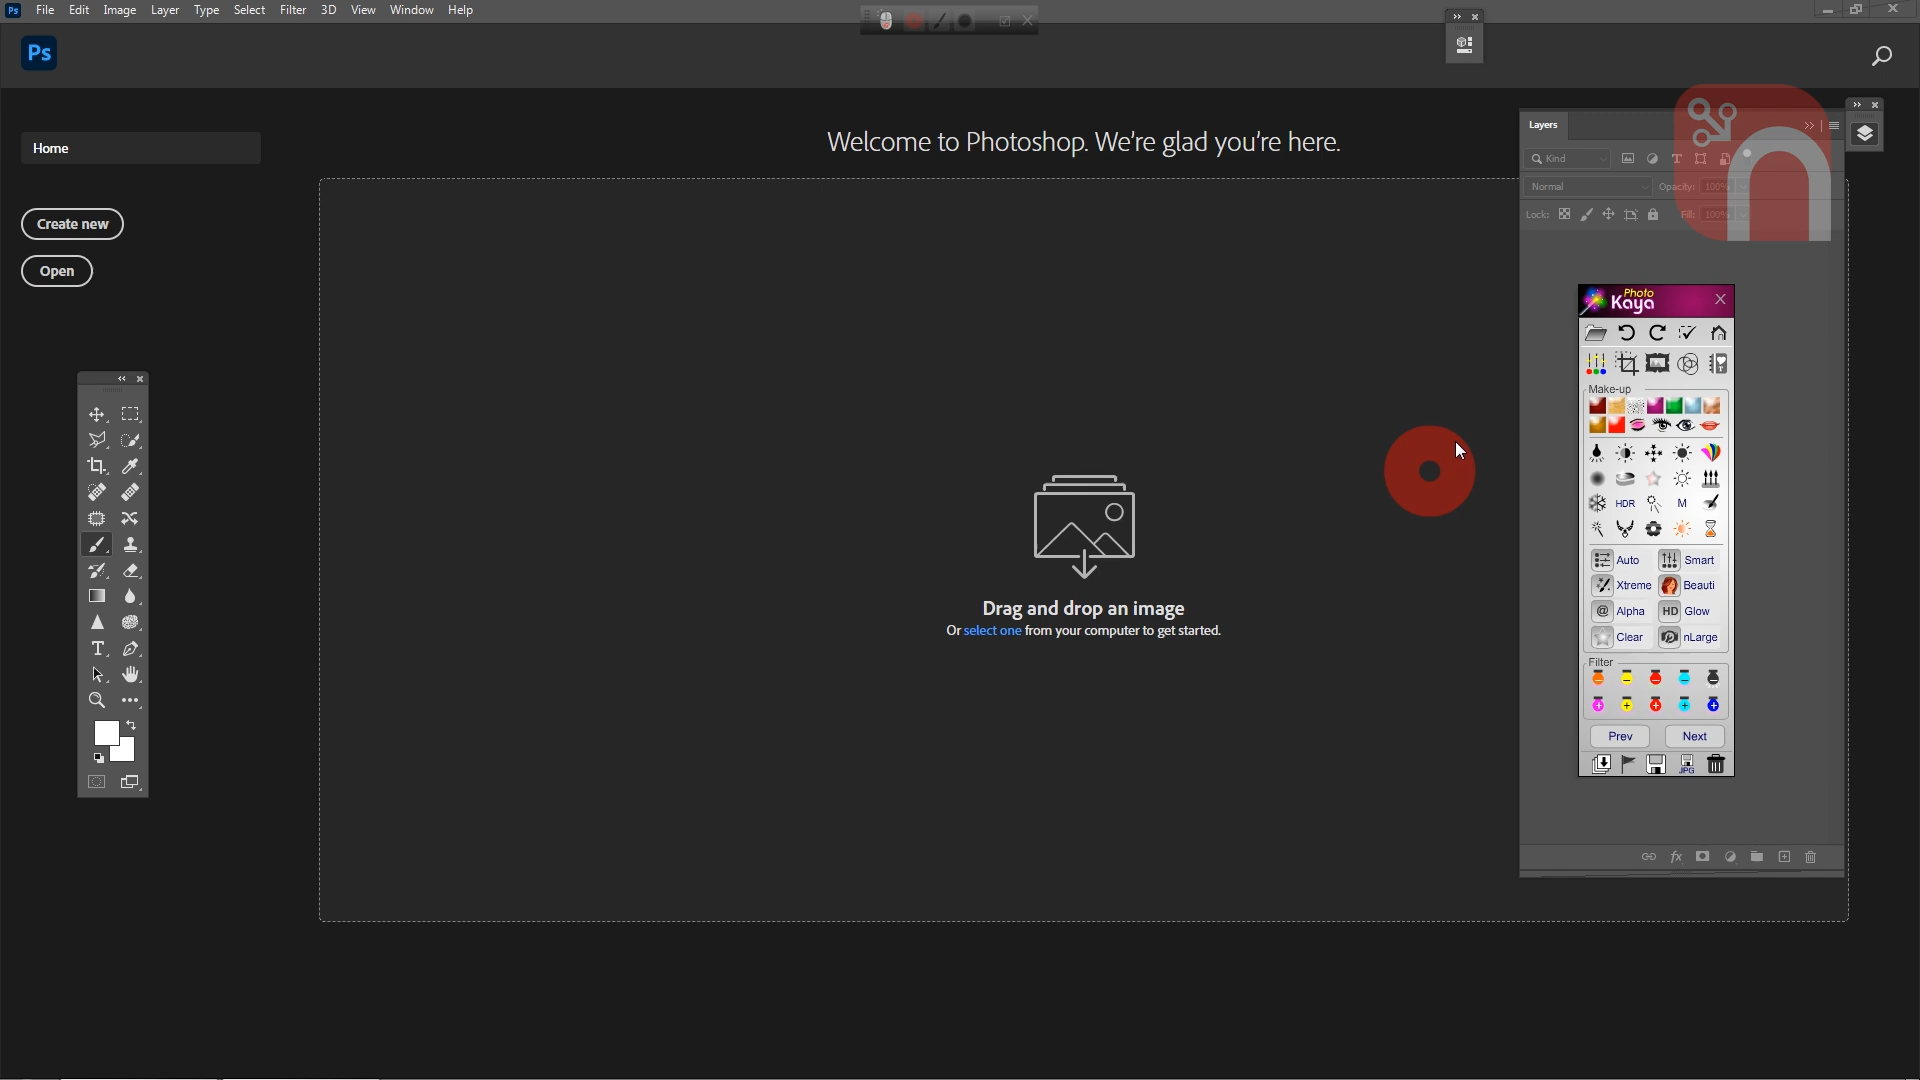 Ps File Edit Image Layer Type Select Filter 3D View Window Help
Ps
Home
Create new
Open
Welcome to Photoshop. We're glad you're here.
Drag and drop an image
Or select one from your computer to get started.
Layers
Kind
Normal Opacity: 100%
Lock: Fill: 100%
Photo
Kaya
Make-up
HDR M
Auto Smart
Xtreme Beauti
@ Alpha HD Glow
Clear nLarge
Filter
Prev Next
JPG